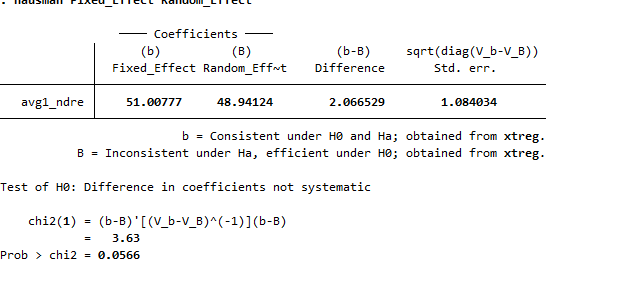 . hausman Fixed_Effect Random_Effect
Coefficients
(b) (B) (b-B) sqrt(diag(V_b-V_B))
Fixed_Effect Random_Eff~t Difference Std. err.
avg1_ndre 51.00777 48.94124 2.066529 1.084034
b = Consistent under H0 and Ha; obtained from xtreg.
B = Inconsistent under Ha, efficient under H0; obtained from xtreg.
Test of H0: Difference in coefficients not systematic
chi2(1) = (b-B)'[(V_b-V_B)^(-1)](b-B)
= 3.63
Prob > chi2 = 0.0566